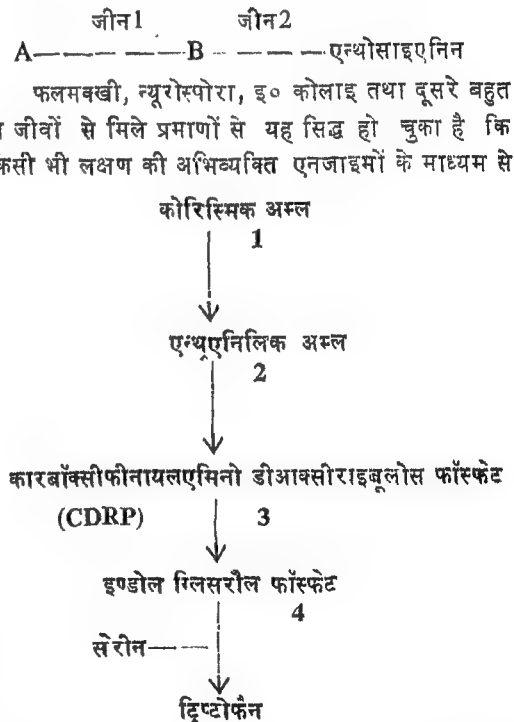 जीन1 जीन2
A— — — —B— — — —एन्थोसाइएनिन
फलमक्खी, न्यूरोस्पोरा, इ० कोलाइ तथा दूसरे बहुत
जीवों से मिले प्रमाणों से यह सिद्ध हो चुका है कि
किसी भी लक्षण की अभिव्यक्ति एनजाइमों के माध्यम से
कोरिस्मिक अम्ल
1
एन्थ्रएनिलिक अम्ल
2
कारबॉक्सीफीनायलएमिनो डीआक्सीराइबूलोस फॉस्फेट
(CDRP) 3
इण्डोल ग्लिसरौल फॉस्फेट
4
सेरीन— — —
ट्रिप्टोफैन